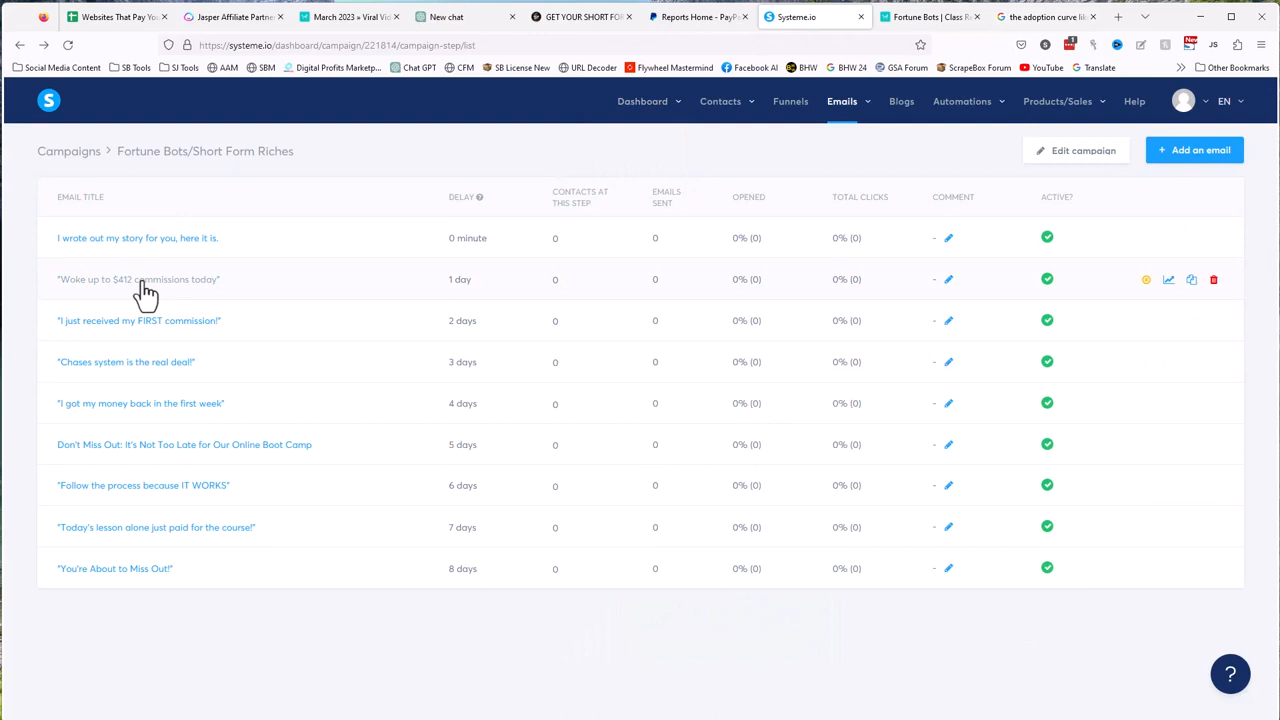 Websites That Pay You
Jasper Affiliate Partner
March 2023 » Viral Vid
New chat
GET YOUR SHORT FOR
Reports Home - PayPa
Systeme.io
Fortune Bots | Class Re
the adoption curve lik
https://systeme.io/dashboard/campaign/221814/campaign-step/list
New
JS
Social Media Content
SB Tools
SJ Tools
AAM
SBM
Digital Profits Marketp...
Chat GPT
CFM
SB License New
URL Decoder
Flywheel Mastermind
Facebook AI
BHW
BHW 24
GSA Forum
ScrapeBox Forum
YouTube
Translate
Other Bookmarks
S
Dashboard
Contacts
Funnels
Emails
Blogs
Automations
Products/Sales
Help
EN
Campaigns > Fortune Bots/Short Form Riches
Edit campaign
+ Add an email
EMAIL TITLE DELAY CONTACTS AT THIS STEP EMAILS SENT OPENED TOTAL CLICKS COMMENT ACTIVE?
I wrote out my story for you, here it is. 0 minute 0 0 0% (0) 0% (0) -
"Woke up to $412 commissions today" 1 day 0 0 0% (0) 0% (0) -
"I just received my FIRST commission!" 2 days 0 0 0% (0) 0% (0) -
"Chases system is the real deal!" 3 days 0 0 0% (0) 0% (0) -
"I got my money back in the first week" 4 days 0 0 0% (0) 0% (0) -
Don't Miss Out: It's Not Too Late for Our Online Boot Camp 5 days 0 0 0% (0) 0% (0) -
"Follow the process because IT WORKS" 6 days 0 0 0% (0) 0% (0) -
"Today's lesson alone just paid for the course!" 7 days 0 0 0% (0) 0% (0) -
"You're About to Miss Out!" 8 days 0 0 0% (0) 0% (0) -
?